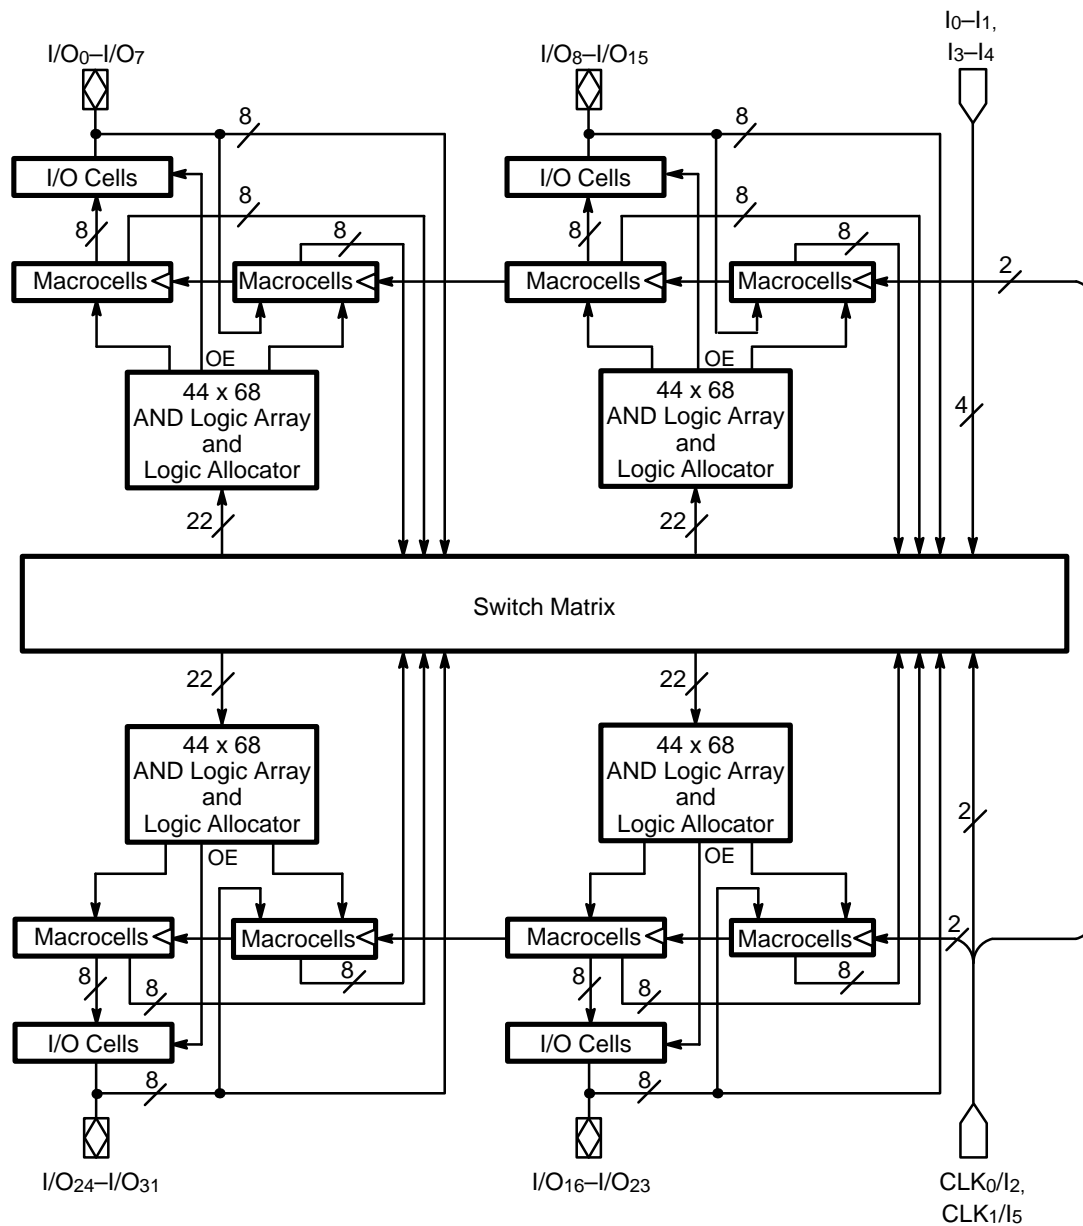 I0–I1,
I3–I4
I/O0–I/O7
I/O8–I/O15
8
8
I/O Cells
I/O Cells
8
8
8
8
8
8
Macrocells
Macrocells
Macrocells
Macrocells
2
OE
OE
44 x 68
AND Logic Array
and
Logic Allocator
44 x 68
AND Logic Array
and
Logic Allocator
4
22
22
Switch Matrix
22
22
44 x 68
AND Logic Array
and
Logic Allocator
44 x 68
AND Logic Array
and
Logic Allocator
2
OE
OE
Macrocells
Macrocells
Macrocells
Macrocells
2
8
8
8
8
8
8
I/O Cells
I/O Cells
8
8
I/O24–I/O31
I/O16–I/O23
CLK0/I2,
CLK1/I5